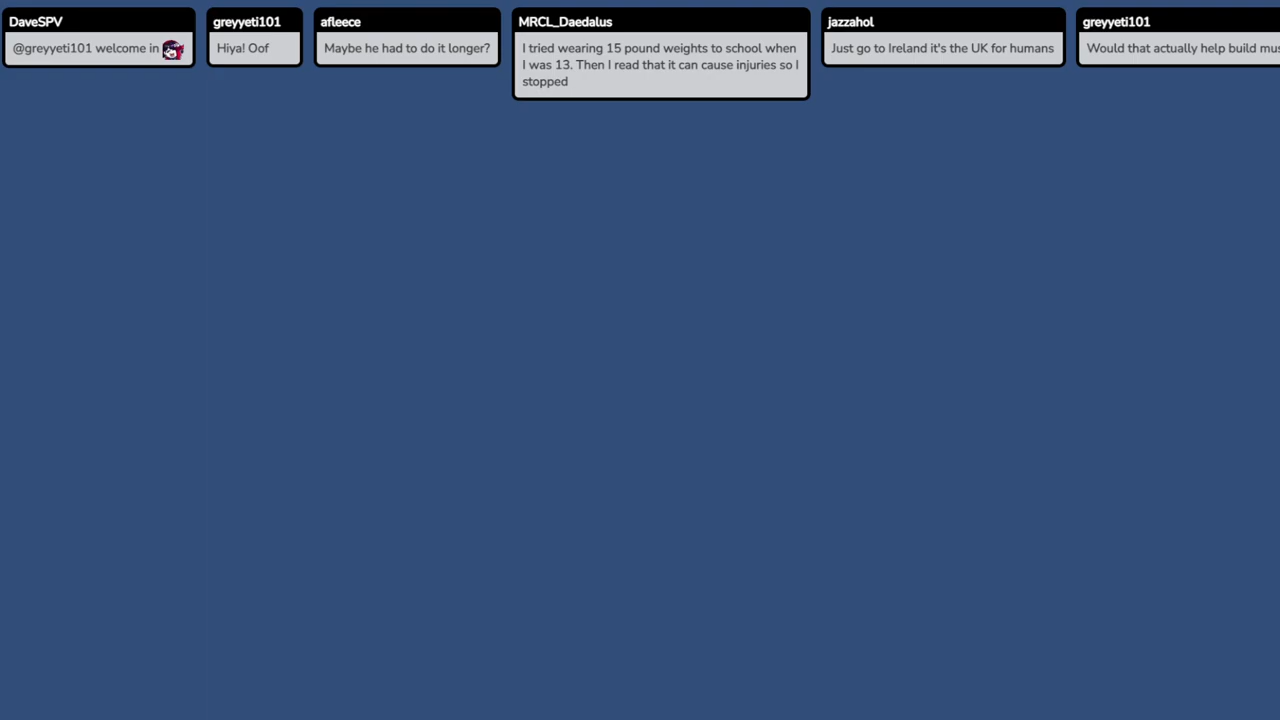 DaveSPV
@greyyeti101 welcome in
greyyeti101
Hiya! Oof
afleece
Maybe he had to do it longer?
MRCL_Daedalus
I tried wearing 15 pound weights to school when
I was 13. Then I read that it can cause injuries so I
stopped
jazzahol
Just go to Ireland it's the UK for humans
greyyeti101
Would that actually help build